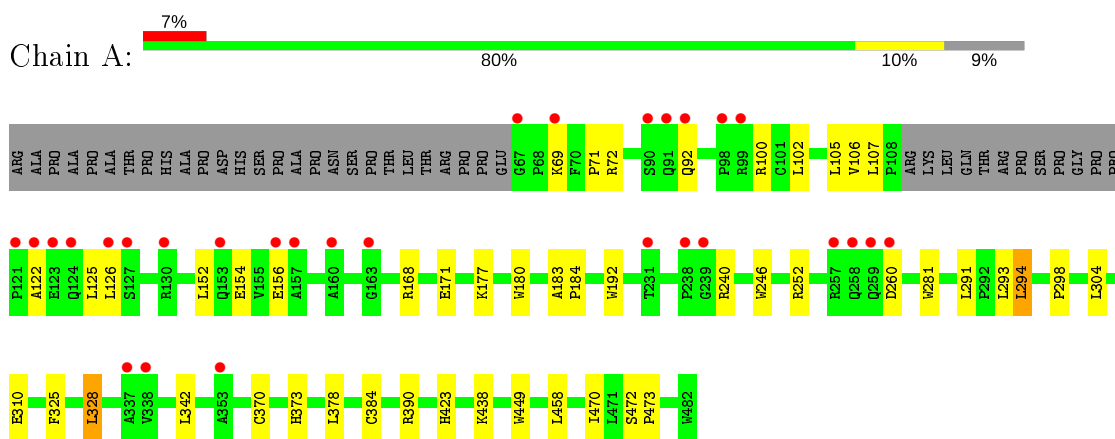 7%
Chain A:
80% 10% 9%
ARG ALA PRO ALA PRO ALA THR PRO HIS ALA PRO ASP HIS SER PRO ALA PRO ASN SER PRO THR LEU THR ARG PRO PRO GLU G67 P68 K69 F70 P71 R72 S90 Q91 Q92 P98 R99 R100 C101 L102 L105 V106 L107 P108 ARG LYS LEU GLN THR ARG PRO SER PRO GLY PRO PRO
P121 A122 E123 Q124 L125 L126 S127 R130 L152 Q153 E154 V155 E156 A157 A160 G163 R168 E171 K177 W180 A183 P184 W192 T231 P238 G239 R240 W246 R252 R257 Q258 Q259 D260 W281 L291 P292 L293 L294 P298 L304
E310 F325 L328 A337 V338 L342 A353 C370 H373 L378 C384 R390 H423 K438 W449 L458 I470 L471 S472 P473 W482